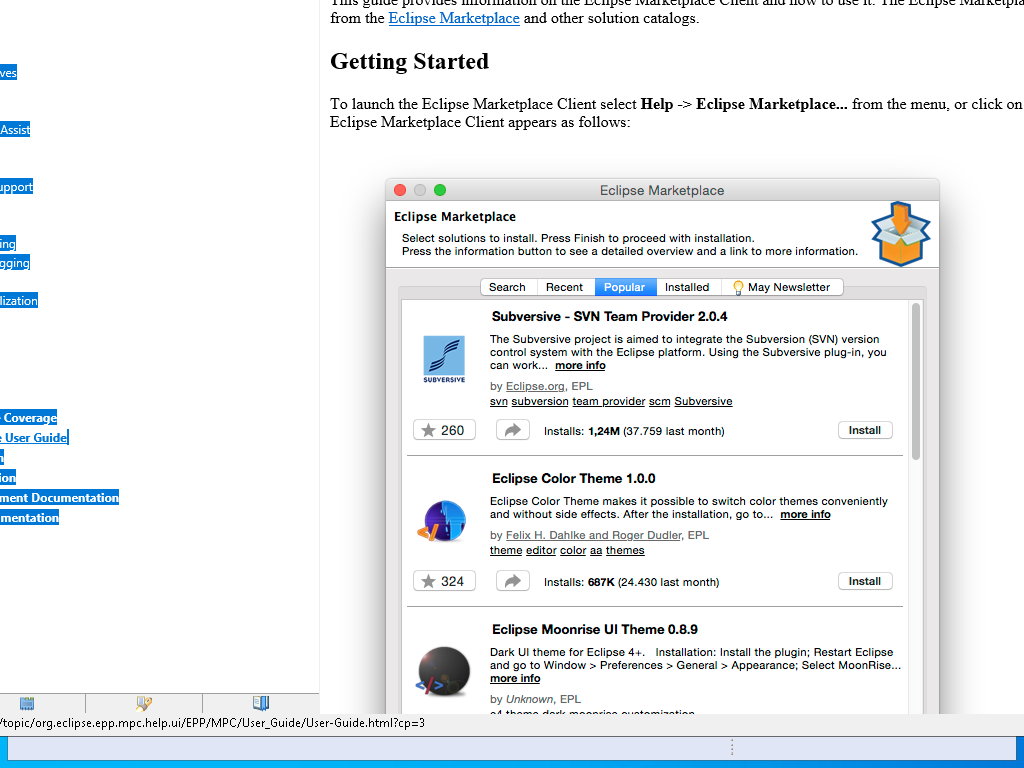 This guide provides information on the Eclipse Marketplace Client and how to use it. The Eclipse
from the Eclipse Marketplace and other solution catalogs.
Getting Started
To launch the Eclipse Marketplace Client select Help -> Eclipse Marketplace... from the menu, or click on
Eclipse Marketplace Client appears as follows:
ves
Assist
upport
ing
gging
lization
Coverage
e User Guide
n
ion
ment Documentation
mentation
Eclipse Marketplace
Eclipse Marketplace
Select solutions to install. Press Finish to proceed with installation.
Press the information button to see a detailed overview and a link to more information.
Search Recent Popular Installed May Newsletter
Subversive - SVN Team Provider 2.0.4
The Subversive project is aimed to integrate the Subversion (SVN) version
control system with the Eclipse platform. Using the Subversive plug-in, you
can work... more info
SUBVERSIVE
by Eclipse.org, EPL
svn subversion team provider scm Subversive
260 Installs: 1,24M (37.759 last month) Install
Eclipse Color Theme 1.0.0
Eclipse Color Theme makes it possible to switch color themes conveniently
and without side effects. After the installation, go to... more info
by Felix H. Dahlke and Roger Dudler, EPL
theme editor color aa themes
324 Installs: 687K (24.430 last month) Install
Eclipse Moonrise UI Theme 0.8.9
Dark UI theme for Eclipse 4+. Installation: Install the plugin; Restart Eclipse
and go to Window > Preferences > General > Appearance; Select MoonRise...
more info
by Unknown, EPL
e4 theme dark moonrise customization
/topic/org.eclipse.epp.mpc.help.ui/EPP/MPC/User_Guide/User-Guide.html?cp=3